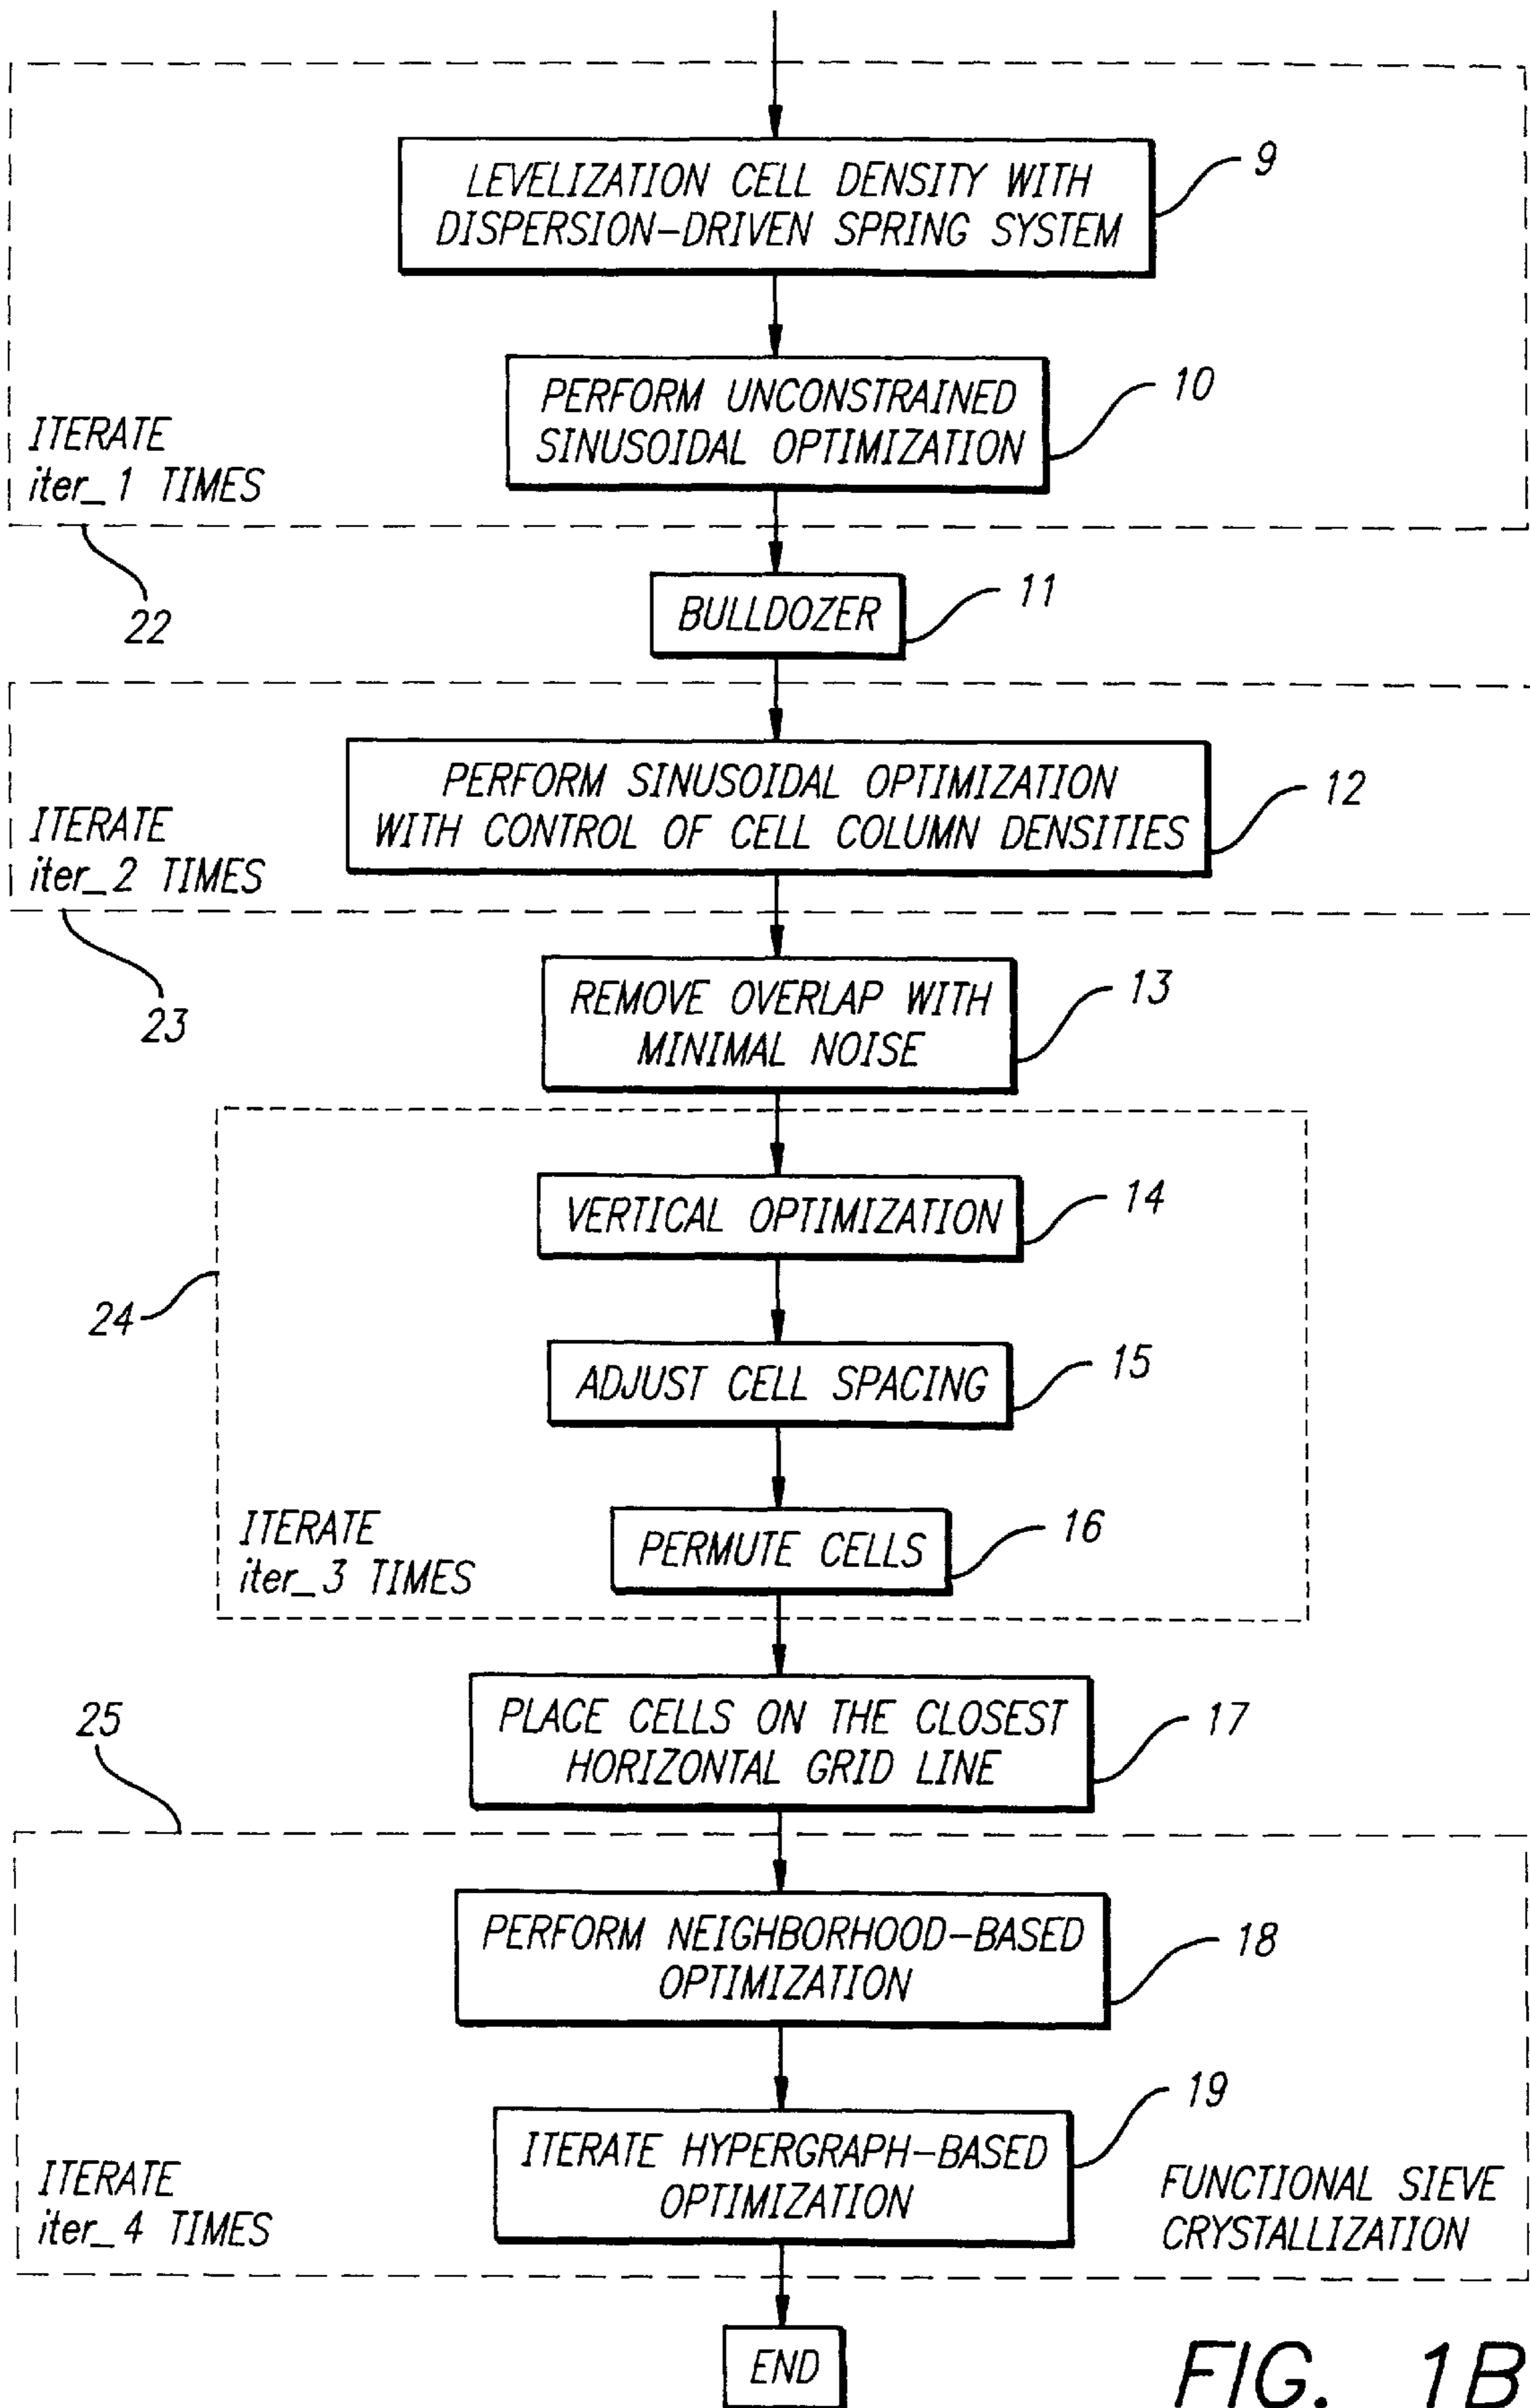 LEVELIZATION CELL DENSITY WITH
DISPERSION-DRIVEN SPRING SYSTEM
9
PERFORM UNCONSTRAINED
SINUSOIDAL OPTIMIZATION
10
ITERATE
iter_1 TIMES
22
BULLDOZER
11
PERFORM SINUSOIDAL OPTIMIZATION
WITH CONTROL OF CELL COLUMN DENSITIES
12
ITERATE
iter_2 TIMES
23
REMOVE OVERLAP WITH
MINIMAL NOISE
13
VERTICAL OPTIMIZATION
14
24
ADJUST CELL SPACING
15
PERMUTE CELLS
16
ITERATE
iter_3 TIMES
PLACE CELLS ON THE CLOSEST
HORIZONTAL GRID LINE
17
25
PERFORM NEIGHBORHOOD-BASED
OPTIMIZATION
18
ITERATE HYPERGRAPH-BASED
OPTIMIZATION
19
ITERATE
iter_4 TIMES
FUNCTIONAL SIEVE
CRYSTALLIZATION
END
FIG. 1B